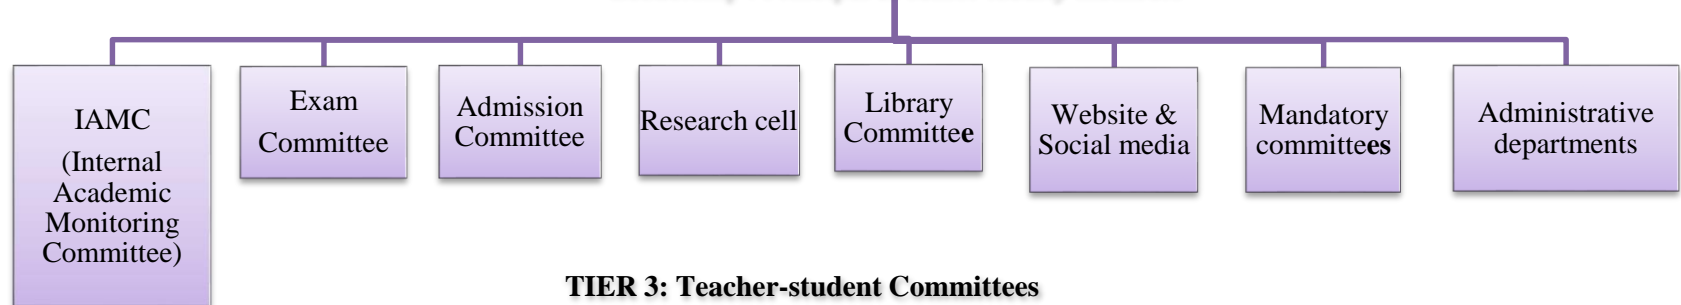 IAMC
(Internal
Academic
Monitoring
Committee)
Exam
Committee
Admission
Committee
Research cell
Library
Committee
Website &
Social media
Mandatory
committees
Administrative
departments
TIER 3: Teacher-student Committees